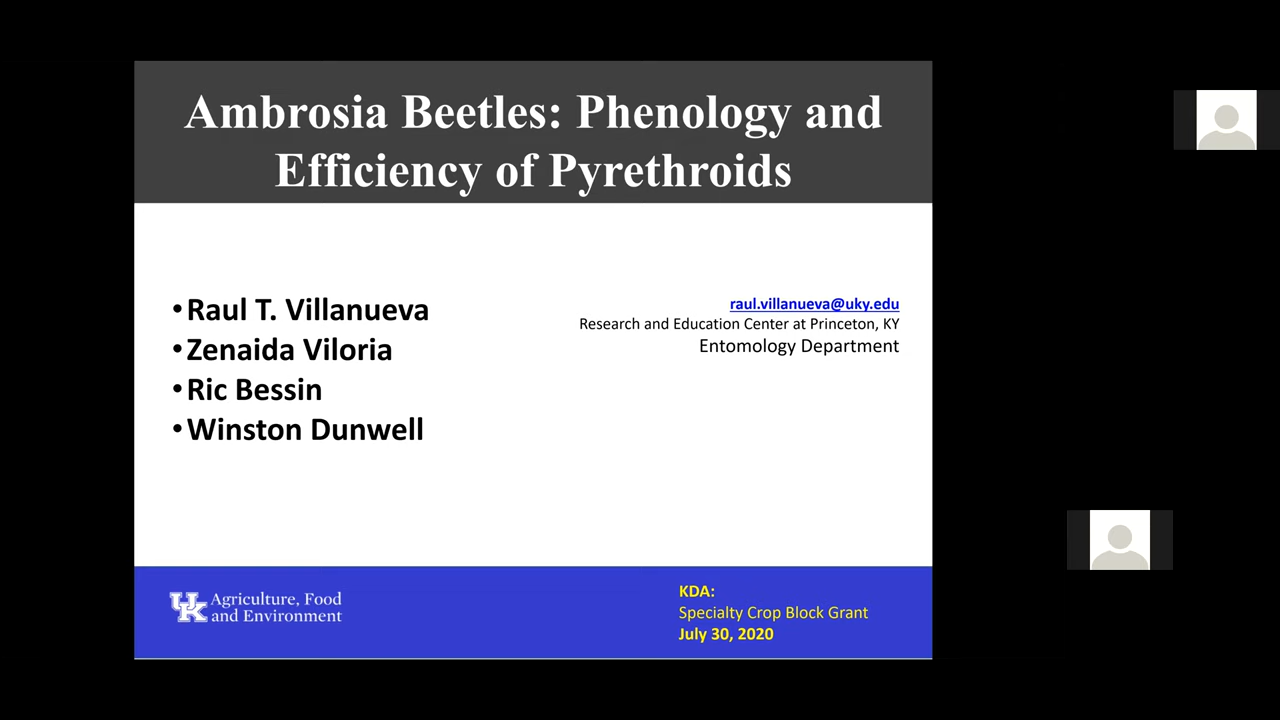 Ambrosia Beetles: Phenology and
Efficiency of Pyrethroids
•Raul T. Villanueva
•Zenaida Viloria
•Ric Bessin
•Winston Dunwell
raul.villanueva@uky.edu
Research and Education Center at Princeton, KY
Entomology Department
UK Agriculture, Food
and Environment
KDA:
Specialty Crop Block Grant
July 30, 2020